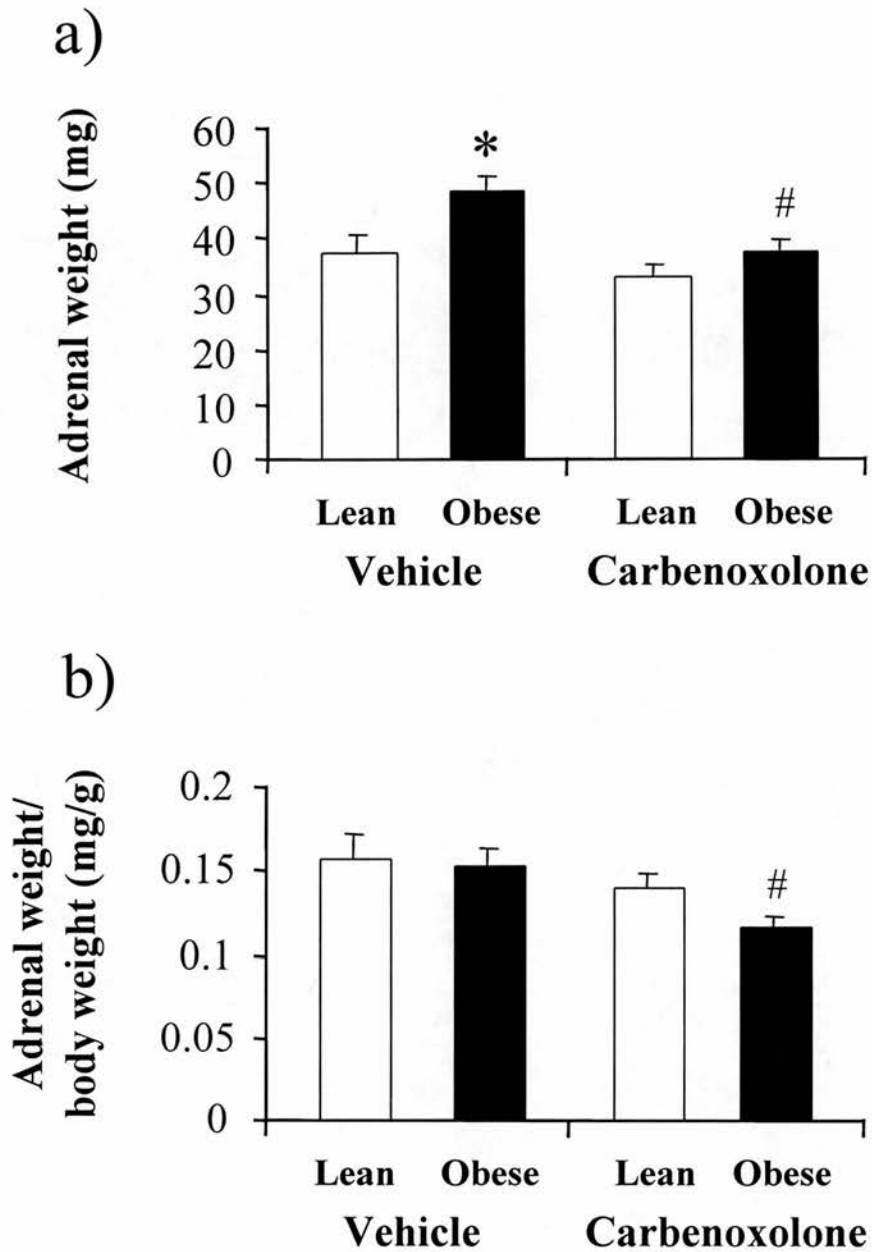 a)
Adrenal weight (mg)
60
50
40
30
20
10
0
*
#
Lean Obese Lean Obese
Vehicle Carbenoxolone
b)
Adrenal weight/
body weight (mg/g)
0.2
0.15
0.1
0.05
0
#
Lean Obese Lean Obese
Vehicle Carbenoxolone